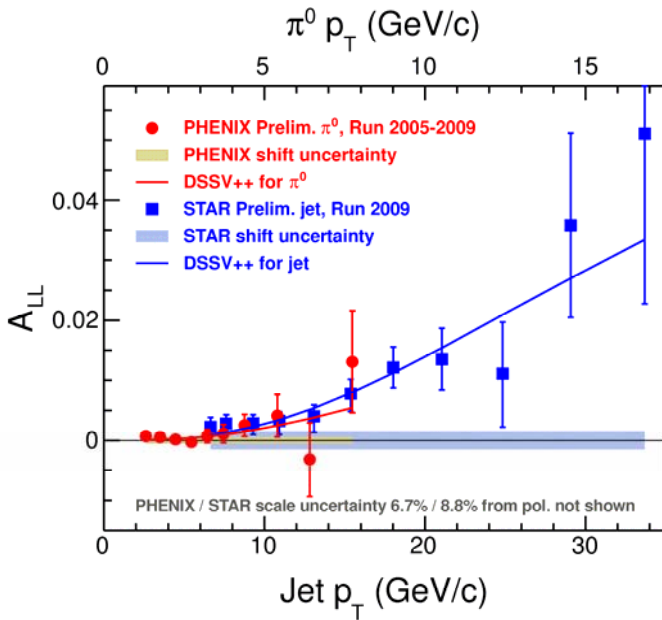 π⁰ p_T (GeV/c)
0 5 10 15
PHENIX Prelim. π⁰, Run 2005-2009
PHENIX shift uncertainty
DSSV++ for π⁰
STAR Prelim. jet, Run 2009
STAR shift uncertainty
DSSV++ for jet
A_LL
0.04
0.02
0
PHENIX / STAR scale uncertainty 6.7% / 8.8% from pol. not shown
0 10 20 30
Jet p_T (GeV/c)